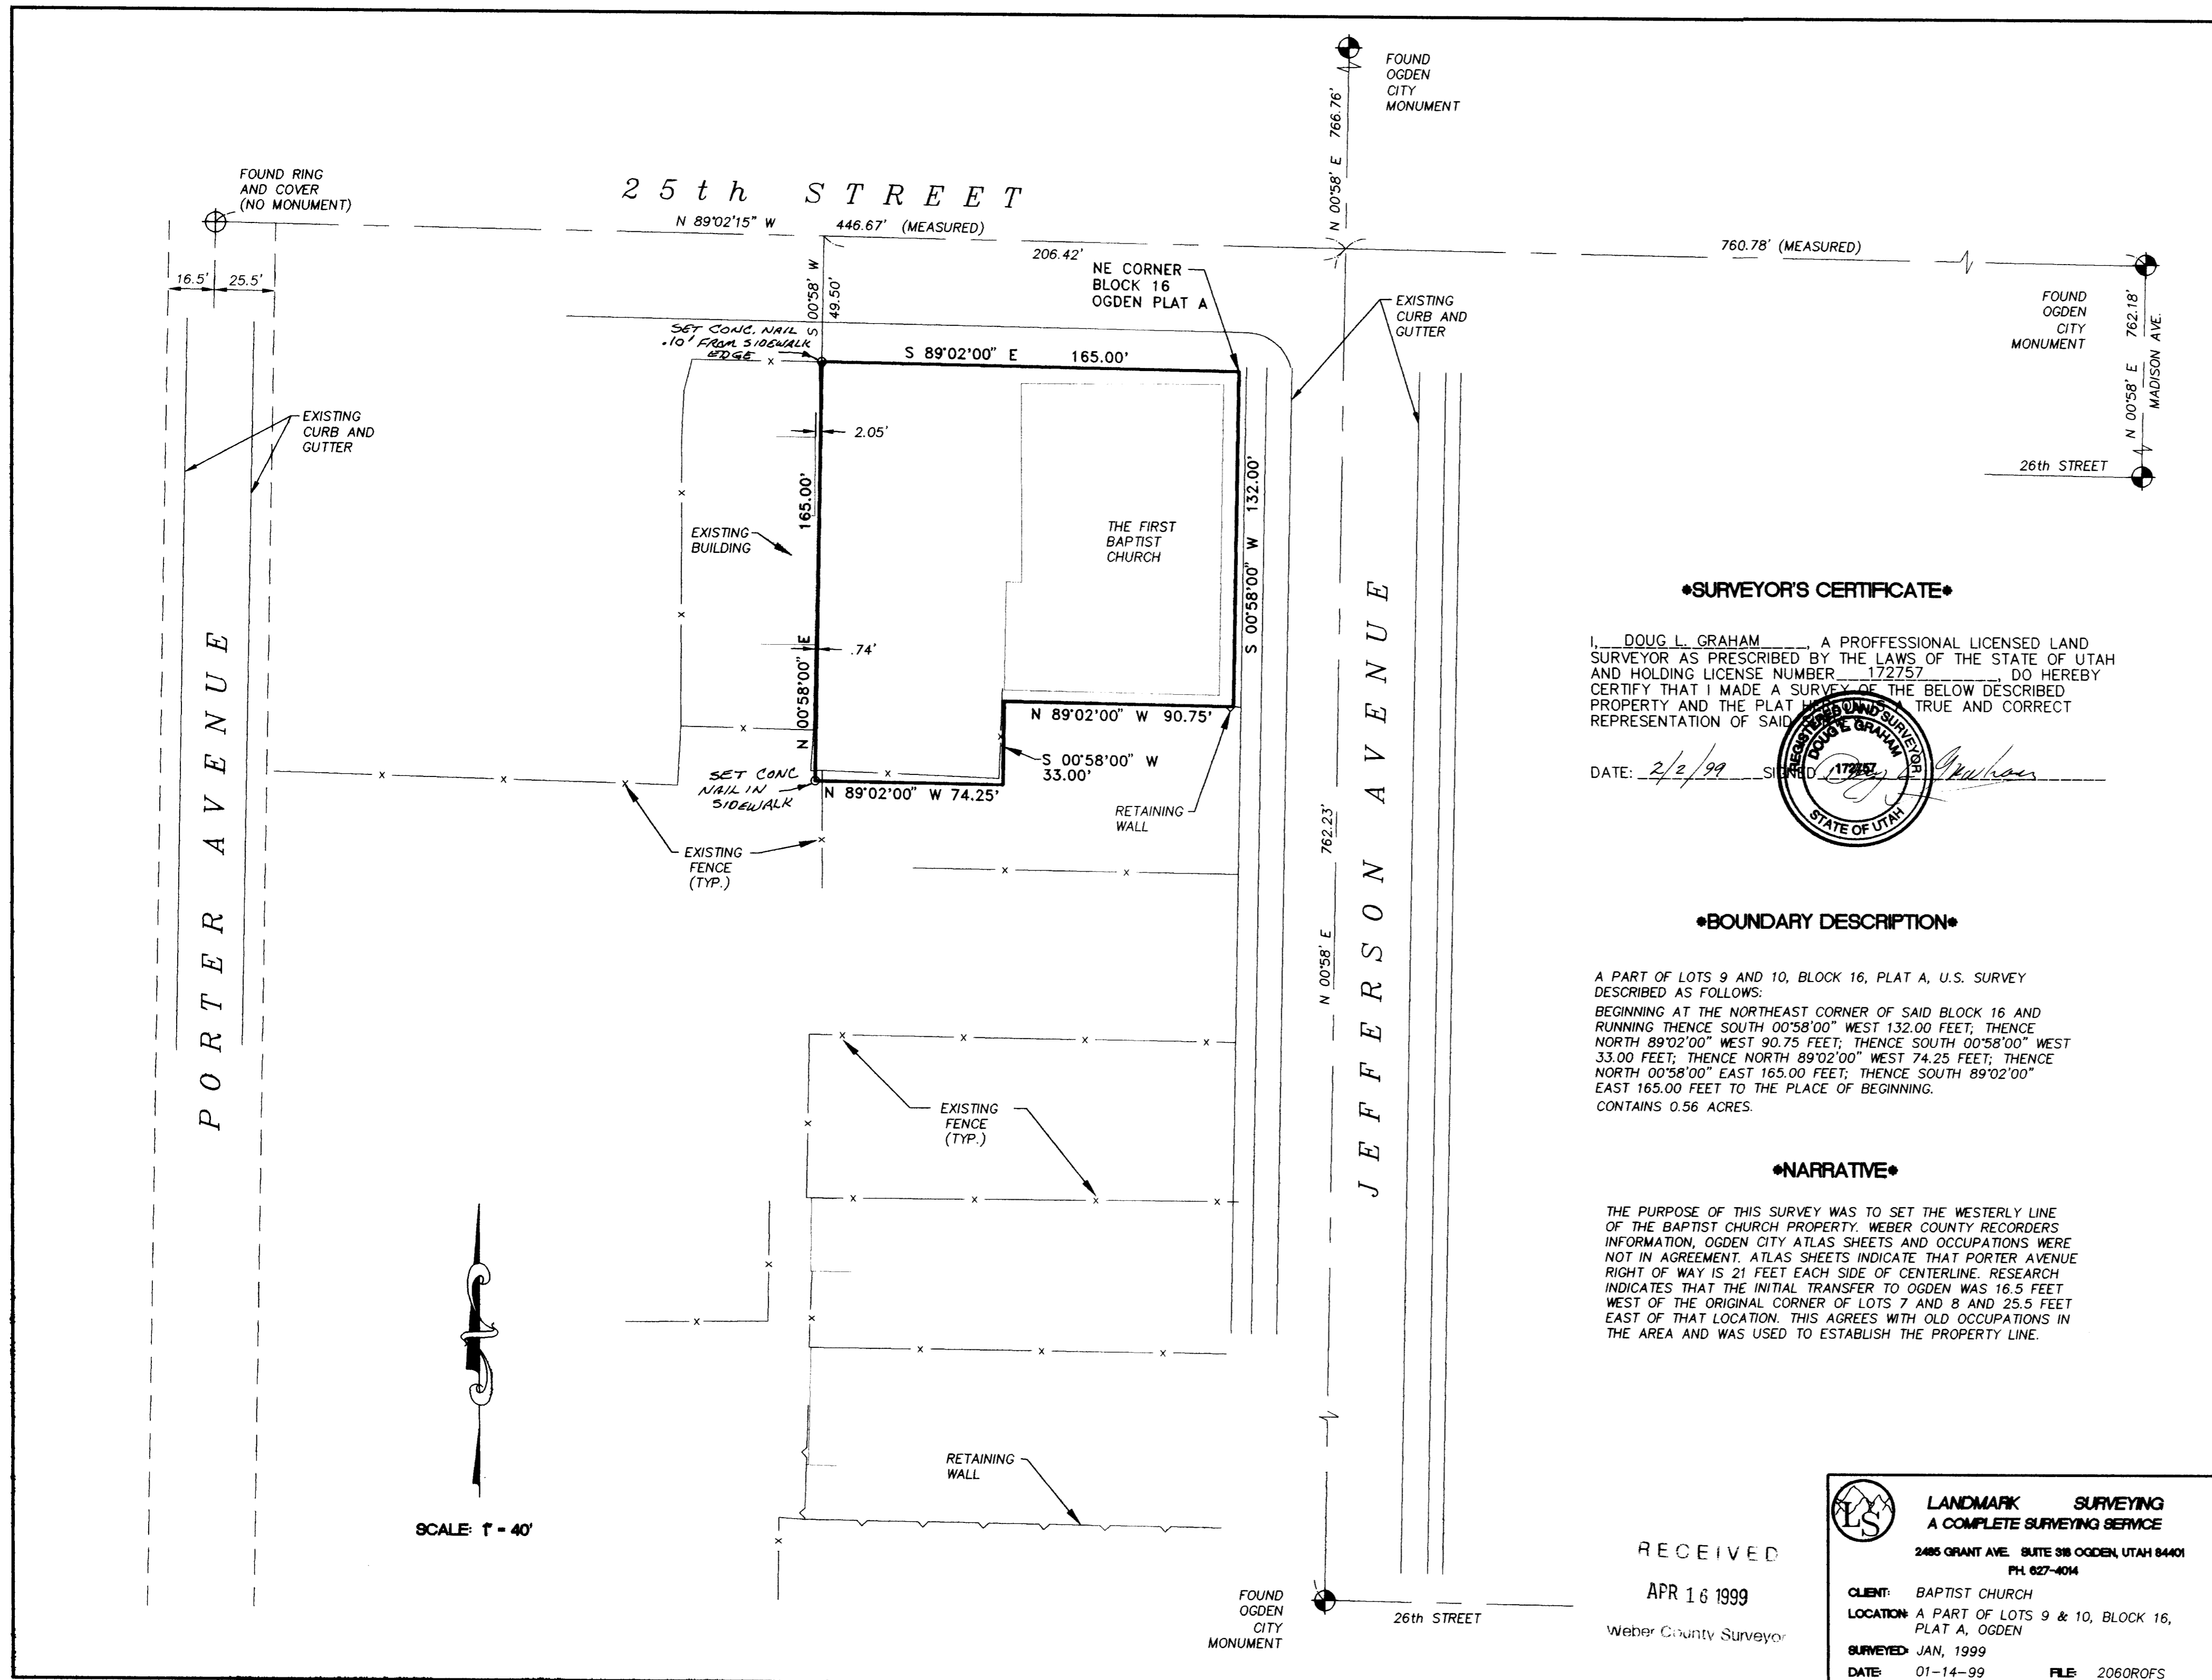 FOUND
OGDEN
CITY
MONUMENT
N 00°58' E 766.76'
FOUND RING
AND COVER
(NO MONUMENT)
25th STREET
N 89°02'15" W 446.67' (MEASURED)
206.42'
760.78' (MEASURED)
16.5' 25.5'
S 00°58' W
49.50'
NE CORNER
BLOCK 16
OGDEN PLAT A
EXISTING
CURB AND
GUTTER
FOUND
OGDEN
CITY
MONUMENT
N 00°58' E 762.18'
MADISON AVE.
26th STREET
SET CONC. NAIL
.10' FROM SIDEWALK
EDGE
S 89°02'00" E 165.00'
EXISTING
CURB AND
GUTTER
2.05'
165.00'
N 00°58'00" E
EXISTING
BUILDING
.74'
THE FIRST
BAPTIST
CHURCH
S 00°58'00" W 132.00'
N 89°02'00" W 90.75'
S 00°58'00" W
33.00'
SET CONC
NAIL IN
SIDEWALK
N 89°02'00" W 74.25'
RETAINING
WALL
EXISTING
FENCE
(TYP.)
PORTER AVENUE
JEFFERSON AVENUE
N 00°58' E 762.23'
EXISTING
FENCE
(TYP.)
RETAINING
WALL
SCALE: 1" = 40'
FOUND
OGDEN
CITY
MONUMENT
26th STREET
*SURVEYOR'S CERTIFICATE*
I, DOUG L. GRAHAM, A PROFFESSIONAL LICENSED LAND
SURVEYOR AS PRESCRIBED BY THE LAWS OF THE STATE OF UTAH
AND HOLDING LICENSE NUMBER 172757, DO HEREBY
CERTIFY THAT I MADE A SURVEY OF THE BELOW DESCRIBED
PROPERTY AND THE PLAT IS A TRUE AND CORRECT
REPRESENTATION OF SAID
DATE: 2/2/99 SIGNED
REGISTERED LAND SURVEYOR
DOUG L. GRAHAM
172757
STATE OF UTAH
*BOUNDARY DESCRIPTION*
A PART OF LOTS 9 AND 10, BLOCK 16, PLAT A, U.S. SURVEY
DESCRIBED AS FOLLOWS:
BEGINNING AT THE NORTHEAST CORNER OF SAID BLOCK 16 AND
RUNNING THENCE SOUTH 00°58'00" WEST 132.00 FEET; THENCE
NORTH 89°02'00" WEST 90.75 FEET; THENCE SOUTH 00°58'00" WEST
33.00 FEET; THENCE NORTH 89°02'00" WEST 74.25 FEET; THENCE
NORTH 00°58'00" EAST 165.00 FEET; THENCE SOUTH 89°02'00"
EAST 165.00 FEET TO THE PLACE OF BEGINNING.
CONTAINS 0.56 ACRES.
*NARRATIVE*
THE PURPOSE OF THIS SURVEY WAS TO SET THE WESTERLY LINE
OF THE BAPTIST CHURCH PROPERTY. WEBER COUNTY RECORDERS
INFORMATION, OGDEN CITY ATLAS SHEETS AND OCCUPATIONS WERE
NOT IN AGREEMENT. ATLAS SHEETS INDICATE THAT PORTER AVENUE
RIGHT OF WAY IS 21 FEET EACH SIDE OF CENTERLINE. RESEARCH
INDICATES THAT THE INITIAL TRANSFER TO OGDEN WAS 16.5 FEET
WEST OF THE ORIGINAL CORNER OF LOTS 7 AND 8 AND 25.5 FEET
EAST OF THAT LOCATION. THIS AGREES WITH OLD OCCUPATIONS IN
THE AREA AND WAS USED TO ESTABLISH THE PROPERTY LINE.
RECEIVED
APR 16 1999
Weber County Surveyor
LS
LANDMARK SURVEYING
A COMPLETE SURVEYING SERVICE
2485 GRANT AVE. SUITE 318 OGDEN, UTAH 84401
PH. 627-4014
CLIENT: BAPTIST CHURCH
LOCATION: A PART OF LOTS 9 & 10, BLOCK 16,
PLAT A, OGDEN
SURVEYED: JAN, 1999
DATE: 01-14-99 FILE: 2060ROFS